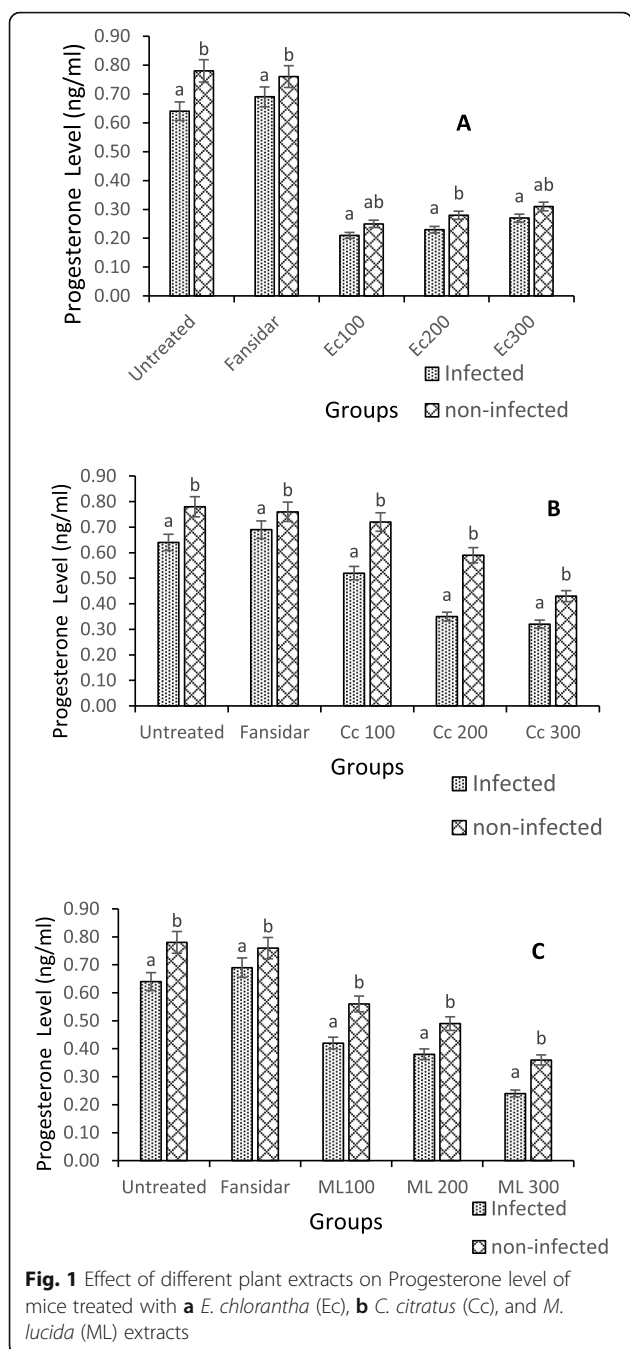 Progesterone Level (ng/ml)
0.90
0.80
0.70
0.60
0.50
0.40
0.30
0.20
0.10
0.00
a
b
a
b
a
ab
a
b
a
ab
A
Untreated
Fansidar
Ec100
Ec200
Ec300
Infected
Groups
non-infected
Progesterone Level (ng/ml)
0.90
0.80
0.70
0.60
0.50
0.40
0.30
0.20
0.10
0.00
a
b
a
b
a
b
a
b
a
b
B
Untreated
Fansidar
Cc 100
Cc 200
Cc 300
Groups
Infected
non-infected
Progesterone Level (ng/ml)
0.90
0.80
0.70
0.60
0.50
0.40
0.30
0.20
0.10
0.00
a
b
a
b
a
b
a
b
a
b
C
Untreated
Fansidar
ML100
ML 200
ML 300
Infected
Groups
non-infected
Fig. 1 Effect of different plant extracts on Progesterone level of
mice treated with a E. chlorantha (Ec), b C. citratus (Cc), and M.
lucida (ML) extracts